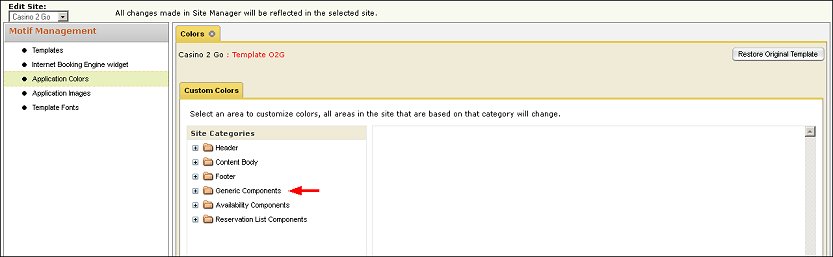 Edit Site:
Casino 2 Go
All changes made in Site Manager will be reflected in the selected site.
Motif Management
Templates
Internet Booking Engine widget
Application Colors
Application Images
Template Fonts
Colors
Casino 2 Go : Template O2G
Restore Original Template
Custom Colors
Select an area to customize colors, all areas in the site that are based on that category will change.
Site Categories
Header
Content Body
Footer
Generic Components
Availability Components
Reservation List Components